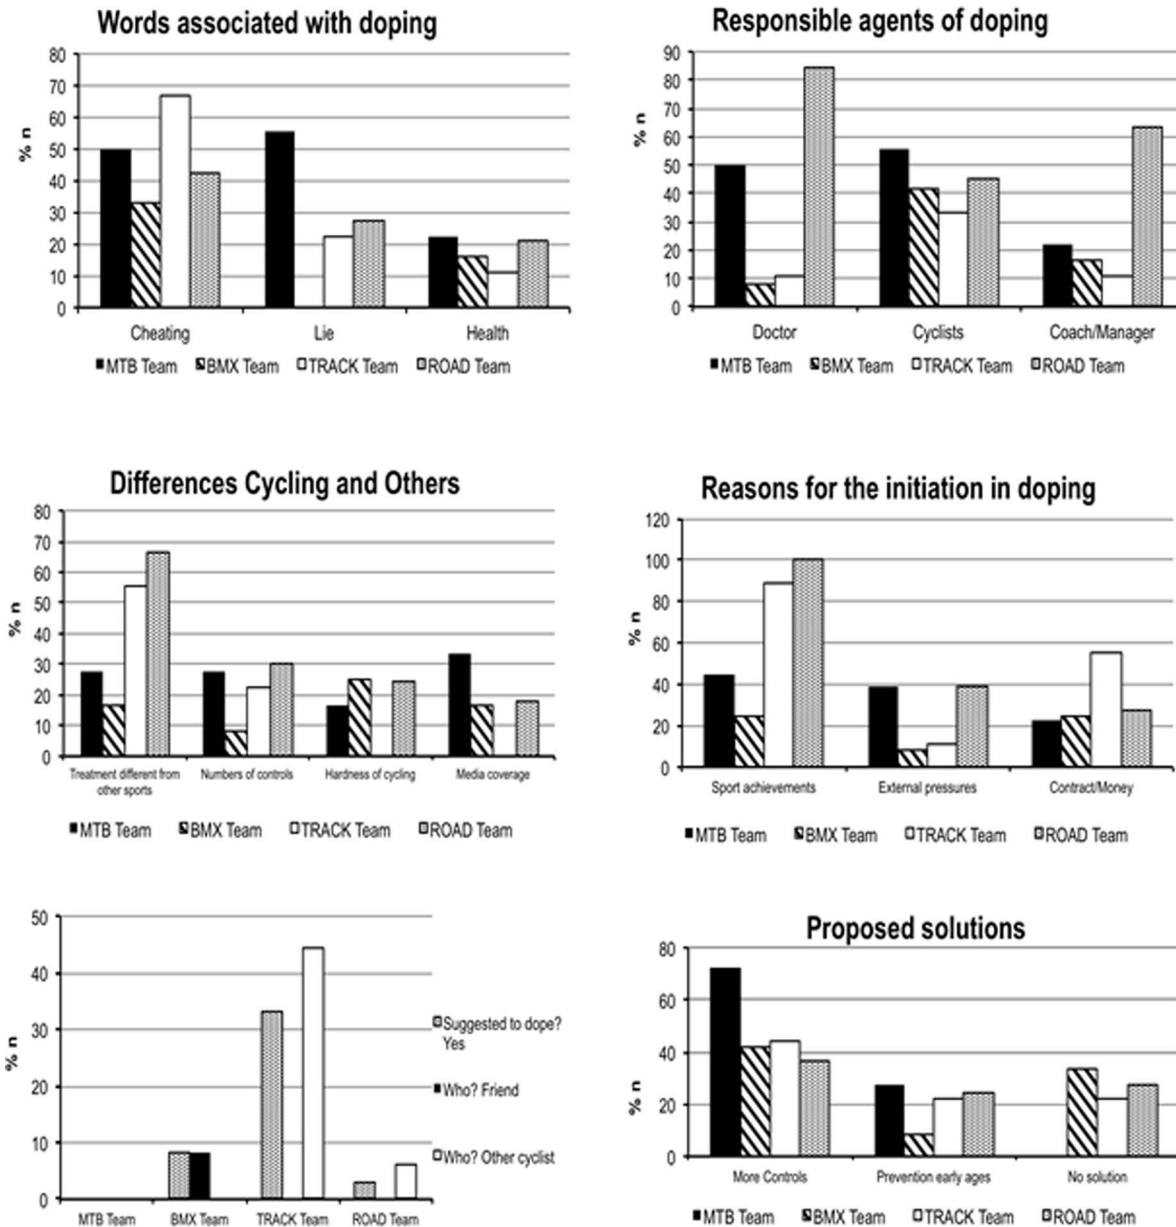 Words associated with doping
80
70
60
50
40
30
20
10
0
% n
Cheating Lie Health
MTB Team BMX Team TRACK Team ROAD Team
Responsible agents of doping
90
80
70
60
50
40
30
20
10
0
% n
Doctor Cyclists Coach/Manager
MTB Team BMX Team TRACK Team ROAD Team
Differences Cycling and Others
80
70
60
50
40
30
20
10
0
% n
Treatment different from Numbers of controls Hardness of cycling Media coverage
other sports
MTB Team BMX Team TRACK Team ROAD Team
Reasons for the initiation in doping
120
100
80
60
40
20
0
% n
Sport achievements External pressures Contract/Money
MTB Team BMX Team TRACK Team ROAD Team
50
40
30
20
10
0
% n
MTB Team BMX Team TRACK Team ROAD Team
Suggested to dope?
Yes
Who? Friend
Who? Other cyclist
Proposed solutions
80
60
40
20
0
% n
More Controls Prevention early ages No solution
MTB Team BMX Team TRACK Team ROAD Team